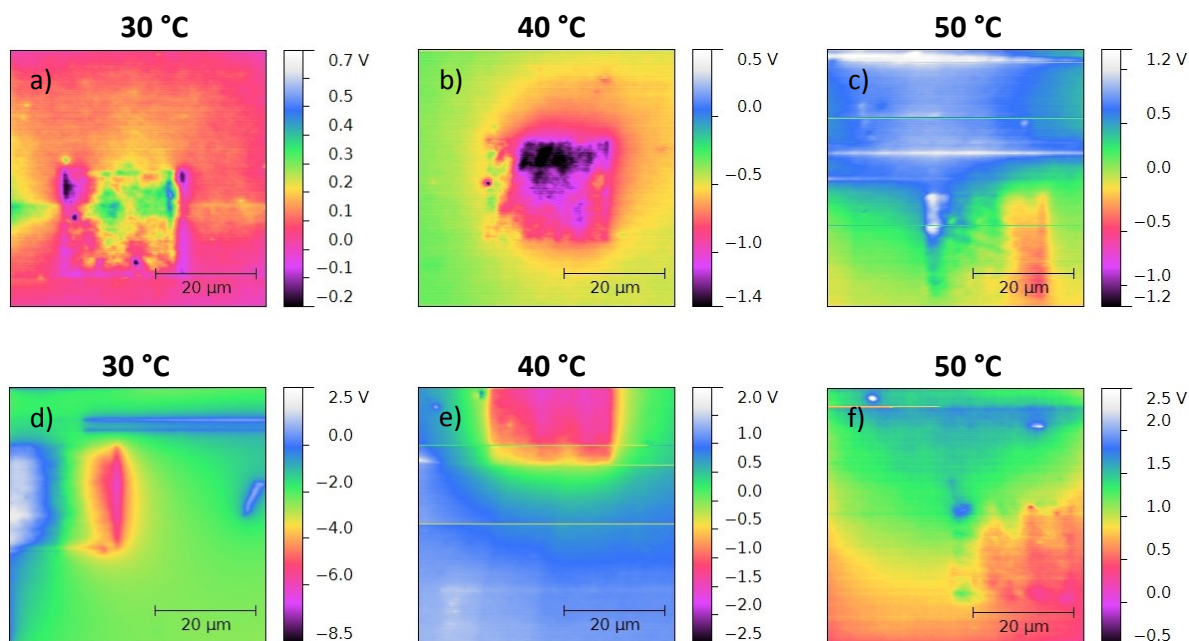 30 °C
40 °C
50 °C
a)
0.7 V
0.5
0.4
0.3
0.2
0.1
0.0
−0.1
−0.2
20 µm
b)
0.5 V
0.0
−0.5
−1.0
−1.4
20 µm
c)
1.2 V
0.5
0.0
−0.5
−1.0
−1.2
20 µm
30 °C
40 °C
50 °C
d)
2.5 V
0.0
−2.0
−4.0
−6.0
−8.5
20 µm
e)
2.0 V
1.0
0.5
0.0
−0.5
−1.0
−1.5
−2.0
−2.5
20 µm
f)
2.5 V
2.0
1.5
1.0
0.5
0.0
−0.5
20 µm